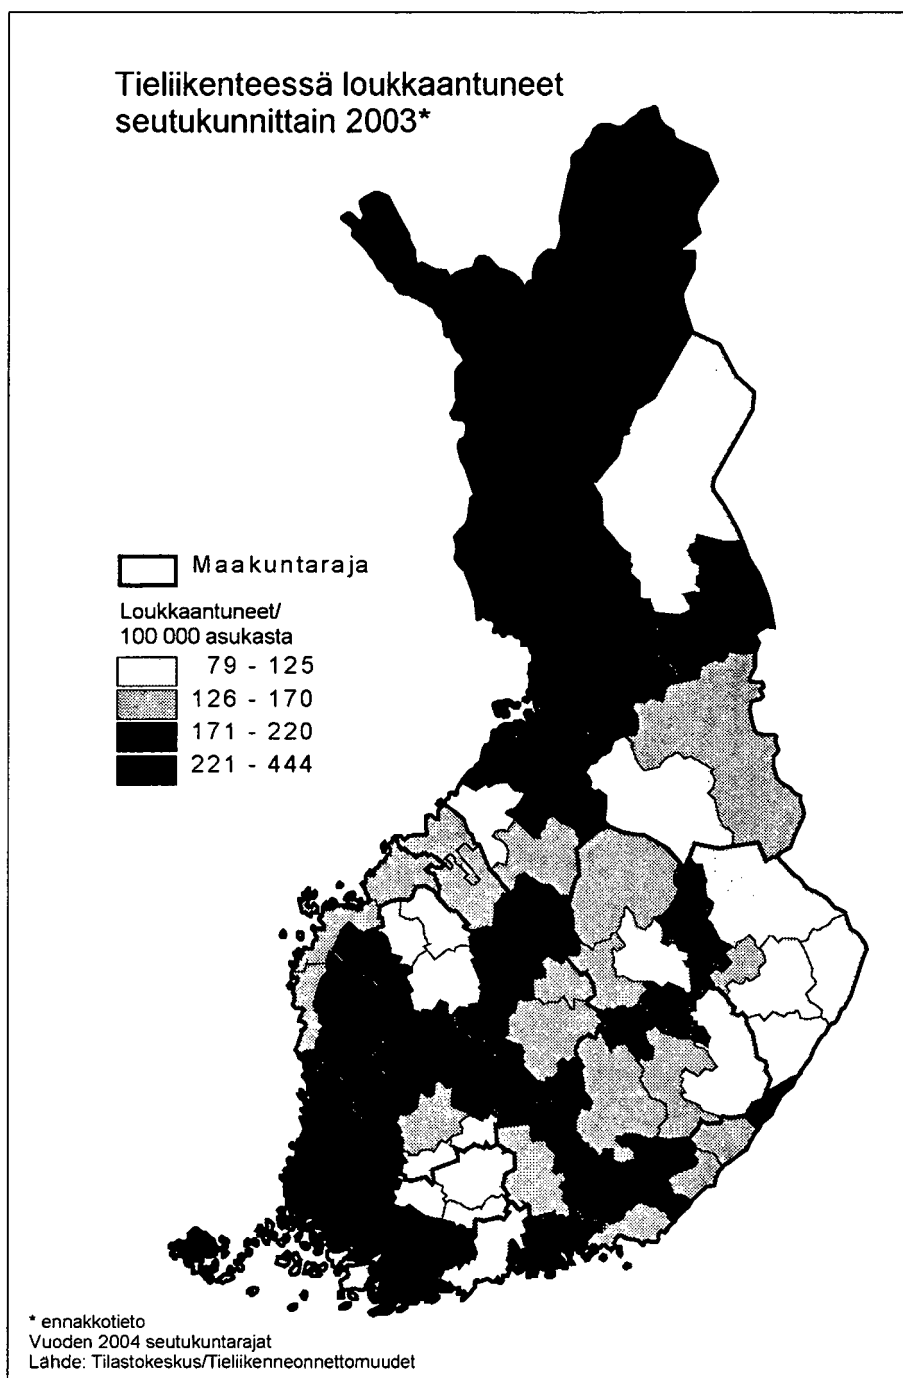 Tieliikenteessä loukkaantuneet
seutukunnittain 2003*
Maakuntaraja
Loukkaantuneet/
100 000 asukasta
79 - 125
126 - 170
171 - 220
221 - 444
* ennakkotieto
Vuoden 2004 seutukuntarajat
Lähde: Tilastokeskus/Tieliikenneonnettomuudet